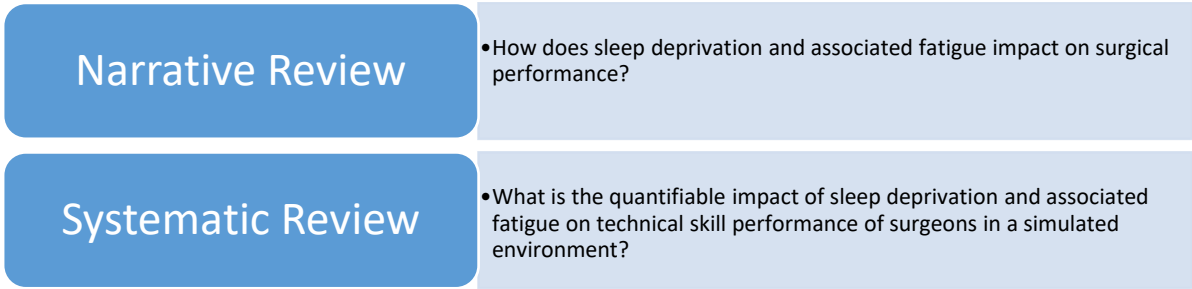 Narrative Review
•How does sleep deprivation and associated fatigue impact on surgical
performance?
Systematic Review
•What is the quantifiable impact of sleep deprivation and associated
fatigue on technical skill performance of surgeons in a simulated
environment?